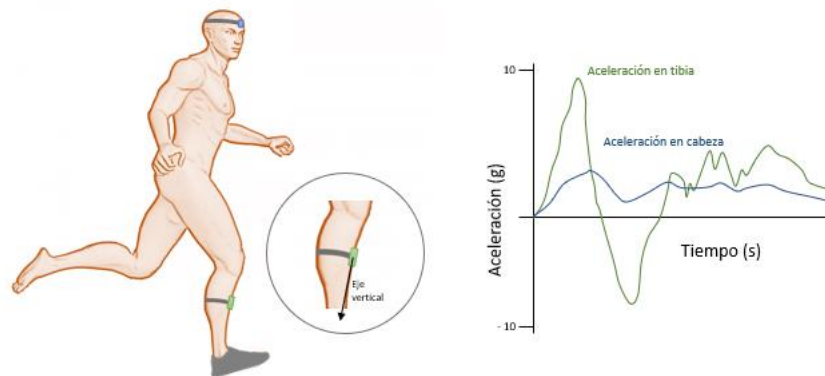 Eje
vertical
10
Aceleración en tibia
Aceleración en cabeza
Aceleración (g)
Tiempo (s)
- 10